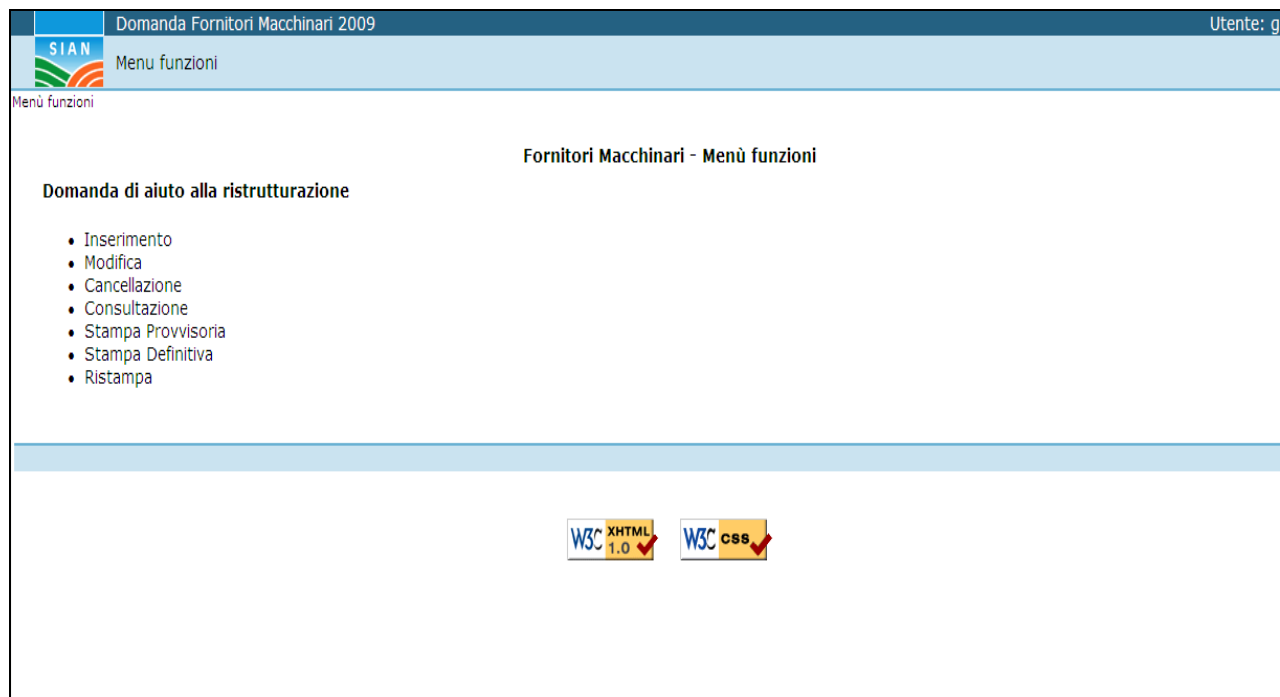 Domanda Fornitori Macchinari 2009
Utente: g
SIAN
Menu funzioni
Menù funzioni
Fornitori Macchinari - Menù funzioni
Domanda di aiuto alla ristrutturazione
• Inserimento
• Modifica
• Cancellazione
• Consultazione
• Stampa Provvisoria
• Stampa Definitiva
• Ristampa
W3C XHTML 1.0
W3C css